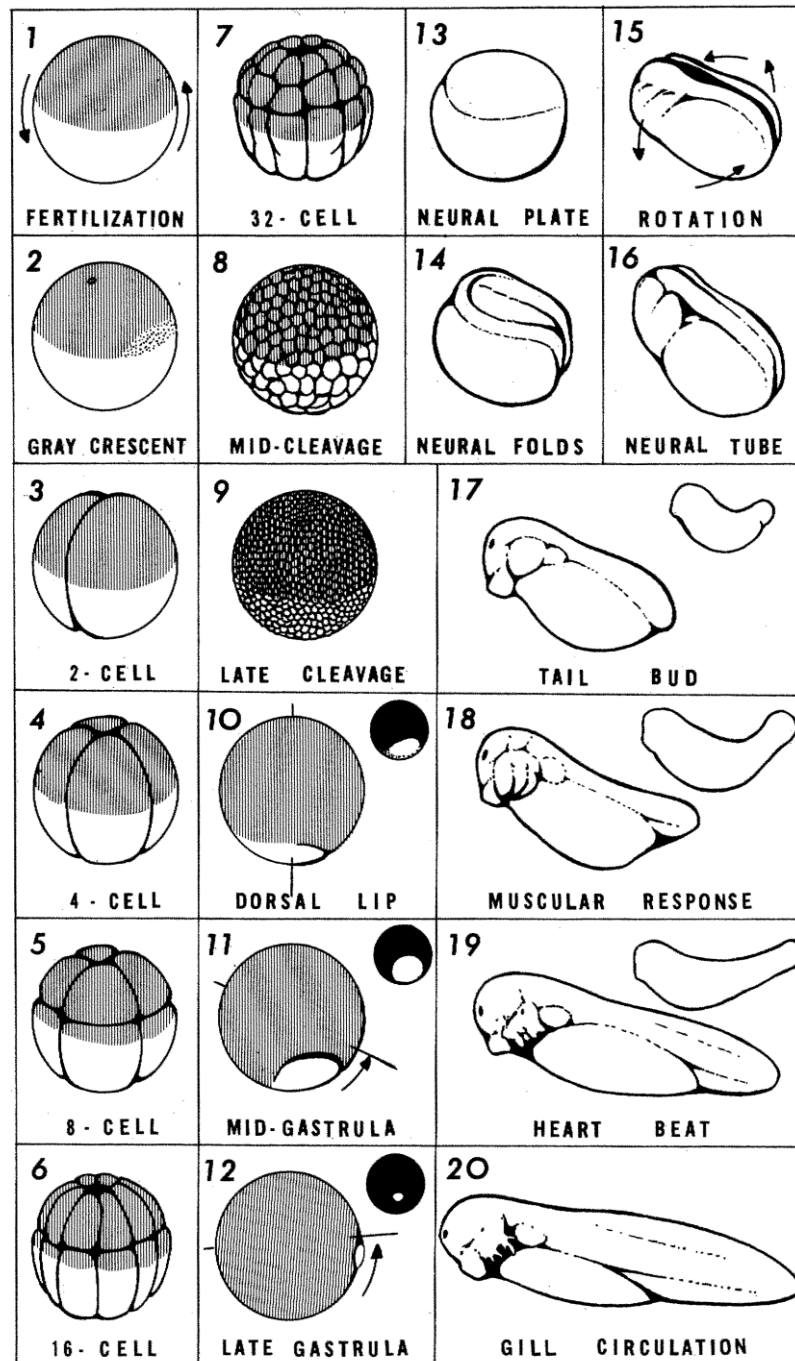 1
FERTILIZATION
2
GRAY CRESCENT
3
2-CELL
4
4-CELL
5
8-CELL
6
16-CELL
7
32-CELL
8
MID-CLEAVAGE
9
LATE CLEAVAGE
10
DORSAL LIP
11
MID-GASTRULA
12
LATE GASTRULA
13
NEURAL PLATE
14
NEURAL FOLDS
15
ROTATION
16
NEURAL TUBE
17
TAIL BUD
18
MUSCULAR RESPONSE
19
HEART BEAT
20
GILL CIRCULATION